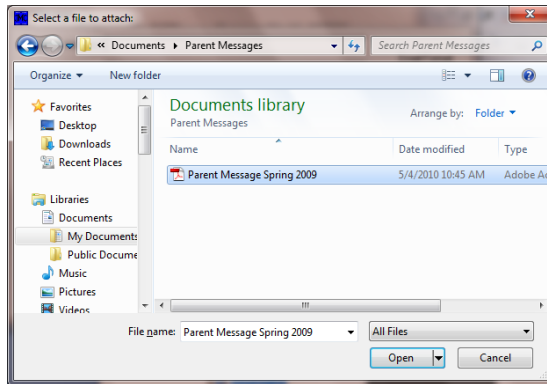 Select a file to attach:
« Documents ▸ Parent Messages
Search Parent Messages
Organize
New folder
Favorites
Desktop
Downloads
Recent Places
Libraries
Documents
My Documents
Public Docume
Music
Pictures
Videos
Documents library
Parent Messages
Arrange by: Folder
Name Date modified Type
Parent Message Spring 2009 5/4/2010 10:45 AM Adobe Ac
File name: Parent Message Spring 2009
All Files
Open
Cancel